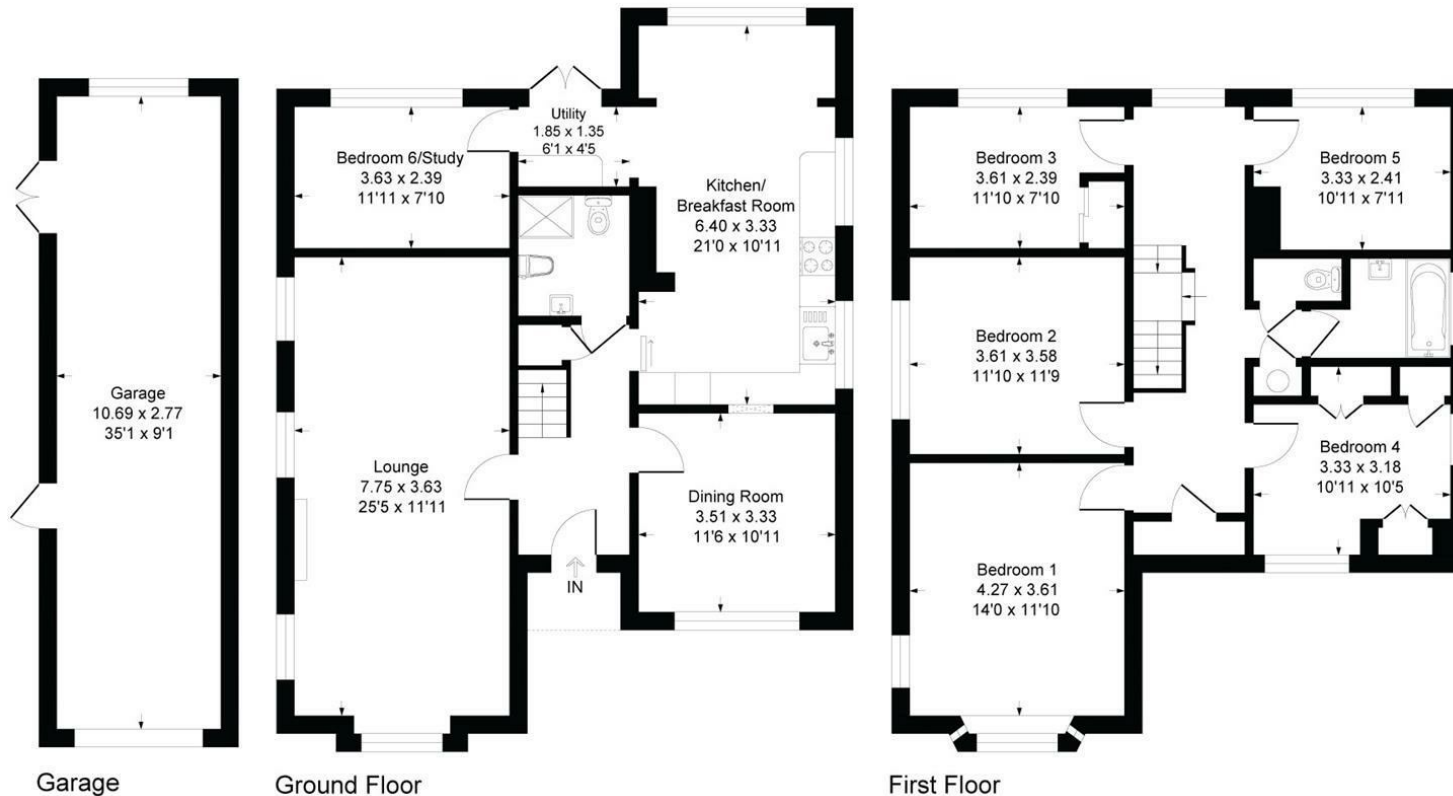 Garage
10.69 x 2.77
35'1 x 9'1
Garage
Bedroom 6/Study
3.63 x 2.39
11'11 x 7'10
Utility
1.85 x 1.35
6'1 x 4'5
Kitchen/
Breakfast Room
6.40 x 3.33
21'0 x 10'11
Lounge
7.75 x 3.63
25'5 x 11'11
Dining Room
3.51 x 3.33
11'6 x 10'11
IN
Ground Floor
Bedroom 3
3.61 x 2.39
11'10 x 7'10
Bedroom 5
3.33 x 2.41
10'11 x 7'11
Bedroom 2
3.61 x 3.58
11'10 x 11'9
Bedroom 4
3.33 x 3.18
10'11 x 10'5
Bedroom 1
4.27 x 3.61
14'0 x 11'10
First Floor